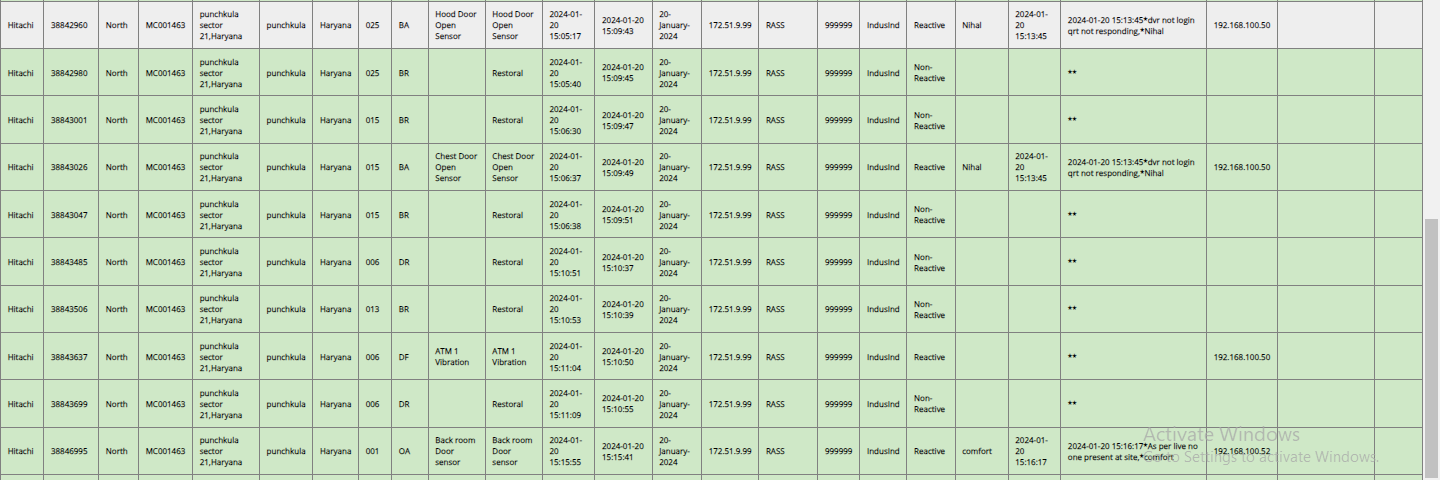 Hitachi 38842960 North MC001463 punchkula sector 21,Haryana punchkula Haryana 025 BA Hood Door Open Sensor Hood Door Open Sensor 2024-01-20 15:05:17 2024-01-20 15:09:43 20-January-2024 172.51.9.99 RASS 999999 IndusInd Reactive Nihal 2024-01-20 15:13:45 2024-01-20 15:13:45*dvr not login qrt not responding,*Nihal 192.168.100.50
Hitachi 38842980 North MC001463 punchkula sector 21,Haryana punchkula Haryana 025 BR Restoral 2024-01-20 15:05:40 2024-01-20 15:09:45 20-January-2024 172.51.9.99 RASS 999999 IndusInd Non-Reactive **
Hitachi 38843001 North MC001463 punchkula sector 21,Haryana punchkula Haryana 015 BR Restoral 2024-01-20 15:06:30 2024-01-20 15:09:47 20-January-2024 172.51.9.99 RASS 999999 IndusInd Non-Reactive **
Hitachi 38843026 North MC001463 punchkula sector 21,Haryana punchkula Haryana 015 BA Chest Door Open Sensor Chest Door Open Sensor 2024-01-20 15:06:37 2024-01-20 15:09:49 20-January-2024 172.51.9.99 RASS 999999 IndusInd Reactive Nihal 2024-01-20 15:13:45 2024-01-20 15:13:45*dvr not login qrt not responding,*Nihal 192.168.100.50
Hitachi 38843047 North MC001463 punchkula sector 21,Haryana punchkula Haryana 015 BR Restoral 2024-01-20 15:06:38 2024-01-20 15:09:51 20-January-2024 172.51.9.99 RASS 999999 IndusInd Non-Reactive **
Hitachi 38843485 North MC001463 punchkula sector 21,Haryana punchkula Haryana 006 DR Restoral 2024-01-20 15:10:51 2024-01-20 15:10:37 20-January-2024 172.51.9.99 RASS 999999 IndusInd Non-Reactive **
Hitachi 38843506 North MC001463 punchkula sector 21,Haryana punchkula Haryana 013 BR Restoral 2024-01-20 15:10:53 2024-01-20 15:10:39 20-January-2024 172.51.9.99 RASS 999999 IndusInd Non-Reactive **
Hitachi 38843637 North MC001463 punchkula sector 21,Haryana punchkula Haryana 006 DF ATM 1 Vibration ATM 1 Vibration 2024-01-20 15:11:04 2024-01-20 15:10:50 20-January-2024 172.51.9.99 RASS 999999 IndusInd Reactive ** 192.168.100.50
Hitachi 38843699 North MC001463 punchkula sector 21,Haryana punchkula Haryana 006 DR Restoral 2024-01-20 15:11:09 2024-01-20 15:10:55 20-January-2024 172.51.9.99 RASS 999999 IndusInd Non-Reactive **
Hitachi 38846995 North MC001463 punchkula sector 21,Haryana punchkula Haryana 001 OA Back room Door sensor Back room Door sensor 2024-01-20 15:15:55 2024-01-20 15:15:41 20-January-2024 172.51.9.99 RASS 999999 IndusInd Reactive comfort 2024-01-20 15:16:17 2024-01-20 15:16:17*As per live no one present at site,*comfort 192.168.100.52
Activate Windows
Go to Settings to activate Windows.